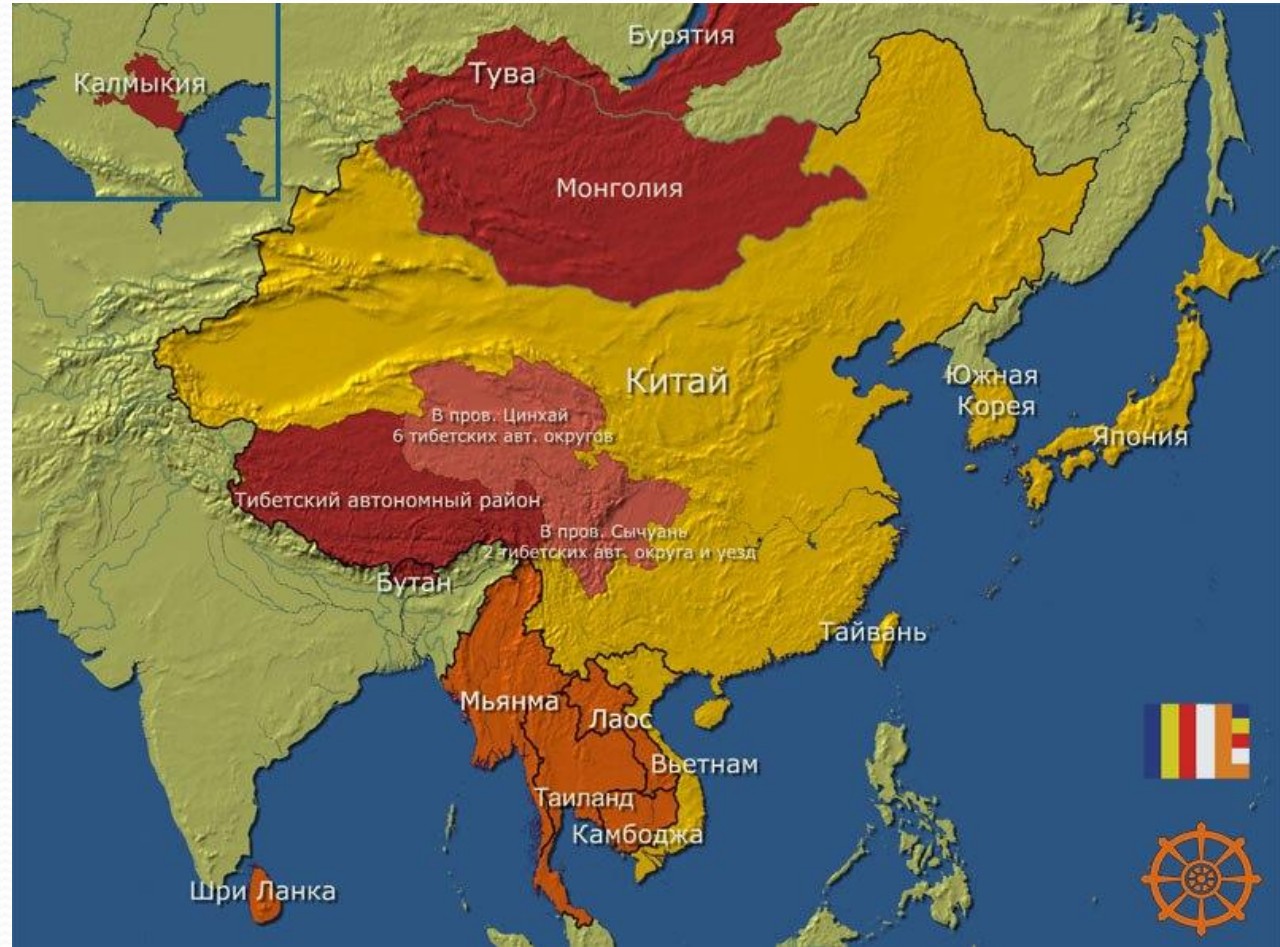 Бурятия
Тува
Калмыкия
Монголия
Китай
Южная
Корея
Япония
В пров. Цинхай
6 тибетских авт. округов
Тибетский автономный район
В пров. Сычуань
2 тибетских авт. округа и уезд
Бутан
Тайвань
Мьянма
Лаос
Вьетнам
Таиланд
Камбоджа
Шри Ланка